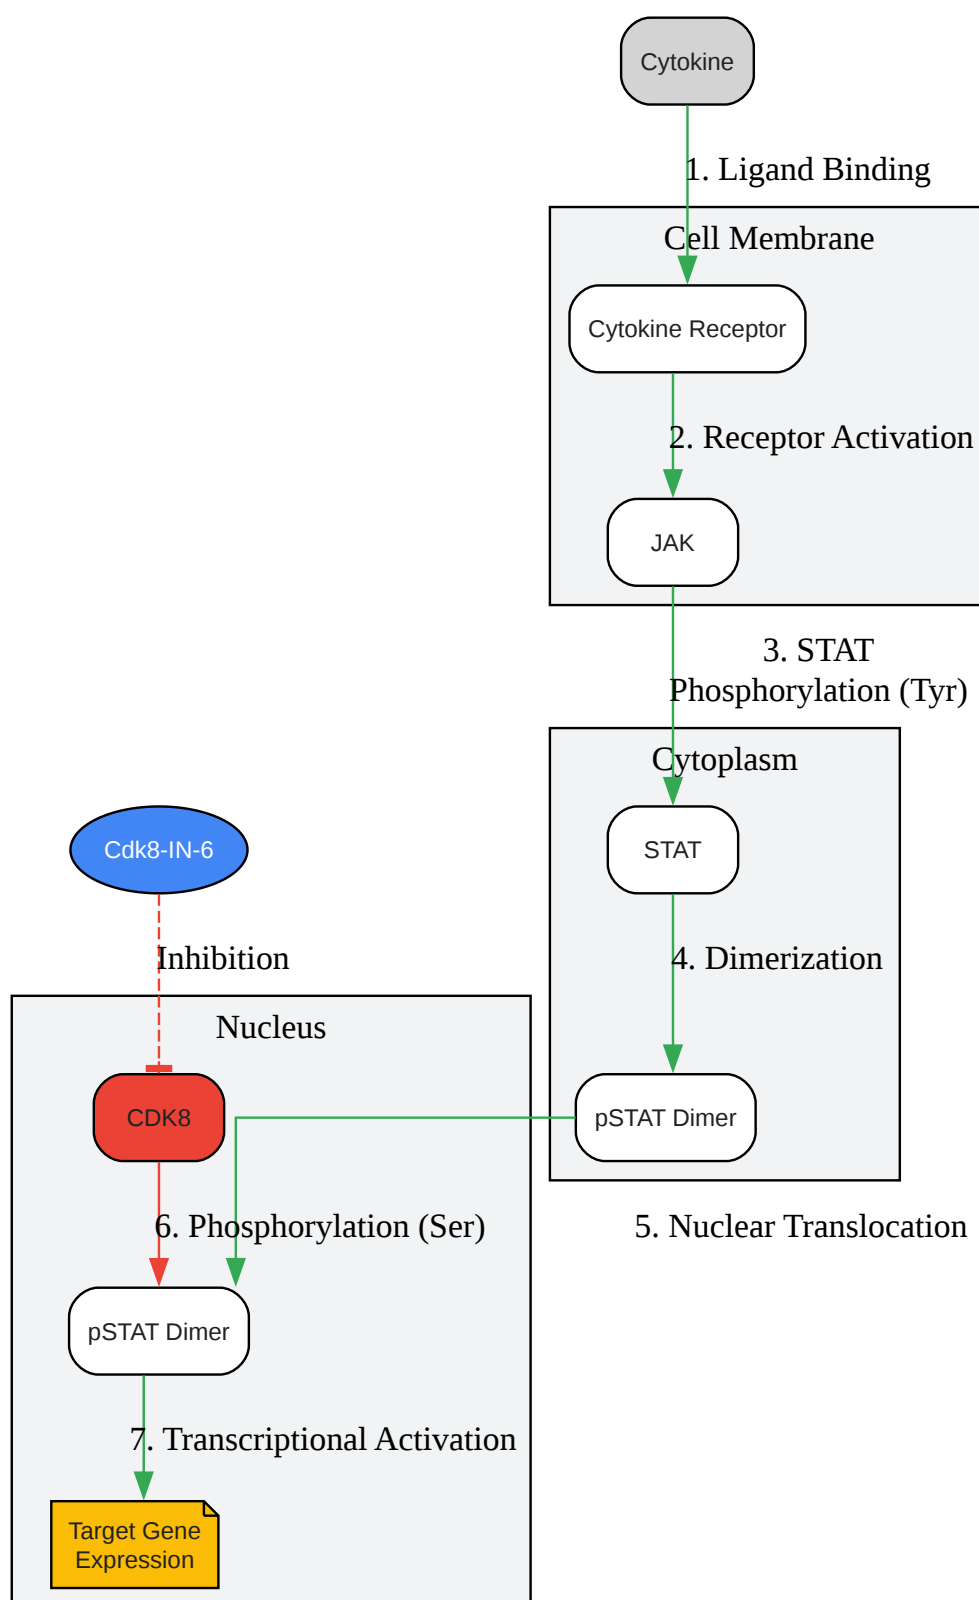 Cytokine
1. Ligand Binding
Cell Membrane
Cytokine Receptor
2. Receptor Activation
JAK
3. STAT
Phosphorylation (Tyr)
Cytoplasm
STAT
Cdk8-IN-6
4. Dimerization
Inhibition
Nucleus
CDK8
pSTAT Dimer
6. Phosphorylation (Ser)
5. Nuclear Translocation
pSTAT Dimer
7. Transcriptional Activation
Target Gene
Expression